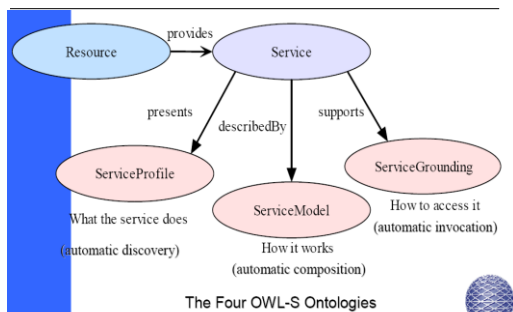 provides
Resource
Service
presents
describedBy
supports
ServiceProfile
ServiceModel
ServiceGrounding
What the service does
(automatic discovery)
How it works
(automatic composition)
How to access it
(automatic invocation)
The Four OWL-S Ontologies